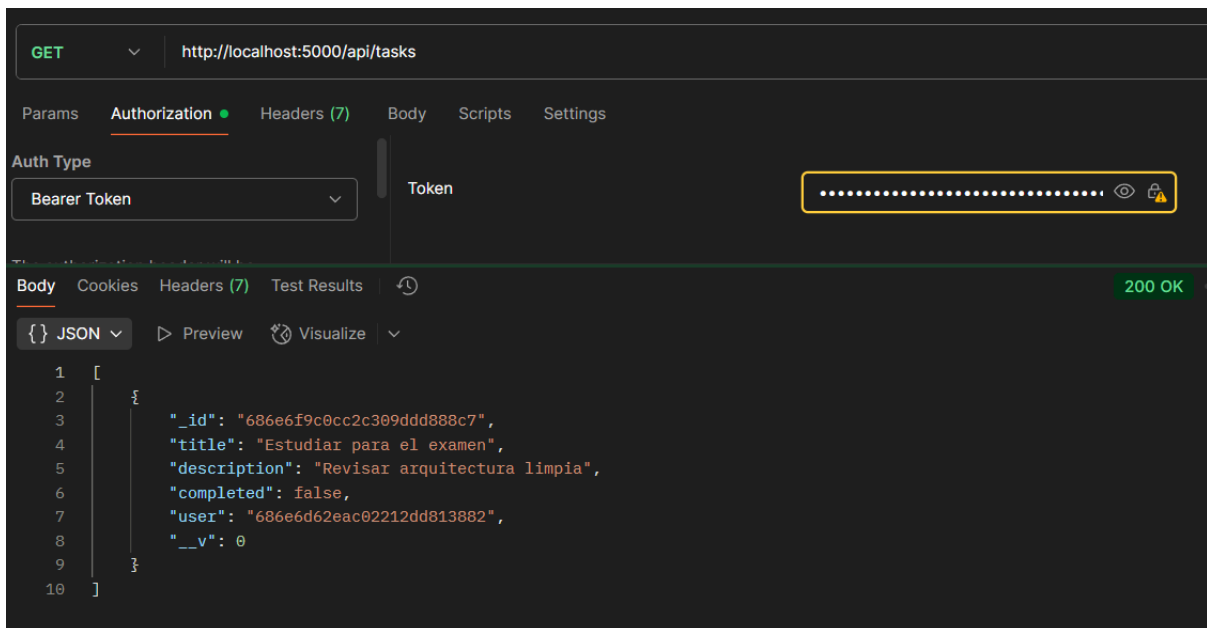 GET http://localhost:5000/api/tasks
Params Authorization Headers (7) Body Scripts Settings
Auth Type
Bearer Token
Token
Body Cookies Headers (7) Test Results
200 OK
{} JSON Preview Visualize
1 [
2 {
3 "_id": "686e6f9c0cc2c309ddd888c7",
4 "title": "Estudiar para el examen",
5 "description": "Revisar arquitectura limpia",
6 "completed": false,
7 "user": "686e6d62eac02212dd813882",
8 "__v": 0
9 }
10 ]